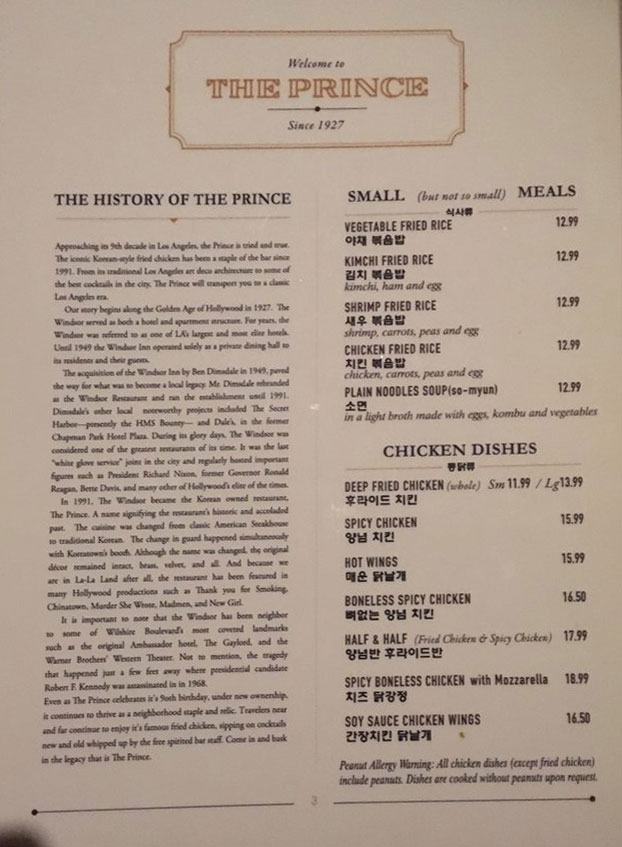 Welcome to
THE PRINCE
Since 1927
THE HISTORY OF THE PRINCE
Approaching its 9th decade in Los Angeles, the Prince is tried and true.
The iconic Korean-style fried chicken has been a staple of the bar since
1991. From its traditional Los Angeles art deco architecture to some of
the best cocktails in the city, The Prince will transport you to a classic
Los Angeles era.
Our story begins along the Golden Age of Hollywood in 1927. The
Windsor served as both a hotel and apartment structure. For years, the
Windsor was referred to as one of LA's largest and most elite hotels.
Until 1949 the Windsor Inn operated solely as a private dining hall to
its residents and their guests.
The acquisition of the Windsor Inn by Ben Dimsdale in 1949, paved
the way for what was to become a local legacy. Mr. Dimsdale rebranded
as the Windsor Restaurant and ran the establishment until 1991.
Dimsdale's other local noteworthy projects included The Secret
Harbor—presently the HMS Bounty— and Dale's, in the former
Chapman Park Hotel Plaza. During its glory days, The Windsor was
considered one of the greatest restaurants of its time. It was the last
"white glove service" joint in the city and regularly hosted important
figures such as President Richard Nixon, former Governor Ronald
Reagan, Bette Davis, and many other of Hollywood's elite of the times.
In 1991, The Windsor became the Korean owned restaurant,
The Prince. A name signifying the restaurant's historic and accoladed
past. The cuisine was changed from classic American Steakhouse
to traditional Korean. The change in guard happened simultaneously
with Koreatown's booth. Although the name was changed, the original
décor remained intact, brass, velvet, and all. And because we
are in La-La Land after all, the restaurant has been featured in
many Hollywood productions such as Thank you for Smoking,
Chinatown, Murder She Wrote, Madmen, and New Girl.
It is important to note that the Windsor has been neighbor
to some of Wilshire Boulevard's most coveted landmarks
such as the original Ambassador hotel, The Gaylord, and the
Warner Brothers' Western Theater. Not to mention, the tragedy
that happened just a few feet away where presidential candidate
Robert F. Kennedy was assassinated in in 1968.
Even as The Prince celebrates it's 90th birthday, under new ownership,
it continues to thrive as a neighborhood staple and relic. Travelers near
and far continue to enjoy it's famous fried chicken, sipping on cocktails
new and old whipped up by the free spirited bar staff. Come in and bask
in the legacy that is The Prince.
SMALL (but not so small) MEALS
식사류
VEGETABLE FRIED RICE 12.99
야채 볶음밥
KIMCHI FRIED RICE 12.99
김치 볶음밥
kimchi, ham and egg
SHRIMP FRIED RICE 12.99
새우 볶음밥
shrimp, carrots, peas and egg
CHICKEN FRIED RICE 12.99
치킨 볶음밥
chicken, carrots, peas and egg
PLAIN NOODLES SOUP(so-myun) 12.99
소면
in a light broth made with eggs, kombu and vegetables
CHICKEN DISHES
통닭류
DEEP FRIED CHICKEN (whole) Sm 11.99 / Lg 13.99
후라이드 치킨
SPICY CHICKEN 15.99
양념 치킨
HOT WINGS 15.99
매운 닭날개
BONELESS SPICY CHICKEN 16.50
뼈없는 양념 치킨
HALF & HALF (Fried Chicken & Spicy Chicken) 17.99
양념반 후라이드반
SPICY BONELESS CHICKEN with Mozzarella 18.99
치즈 닭강정
SOY SAUCE CHICKEN WINGS 16.50
간장치킨 닭날개
Peanut Allergy Warning: All chicken dishes (except fried chicken)
include peanuts. Dishes are cooked without peanuts upon request.
3